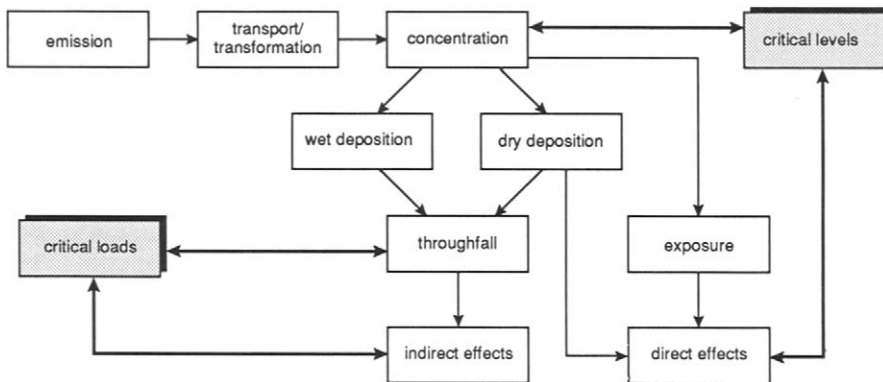 emission
transport/
transformation
concentration
critical levels
wet deposition
dry deposition
critical loads
throughfall
exposure
indirect effects
direct effects